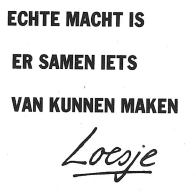 ECHTE MACHT IS
ER SAMEN IETS
VAN KUNNEN MAKEN
Loesje